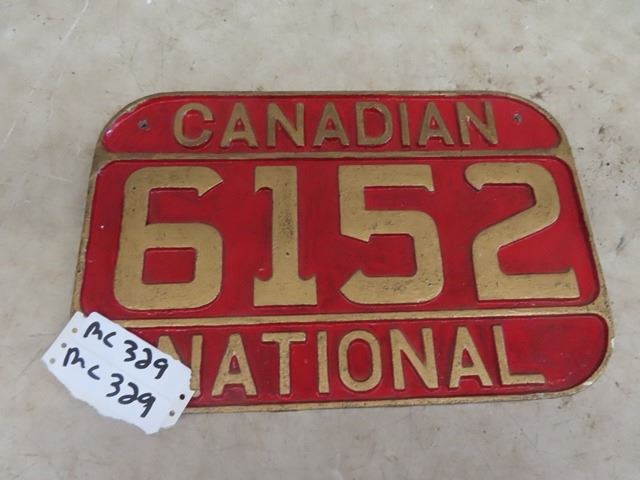 CANADIAN
6152
NATIONAL
MC 329
MC 329